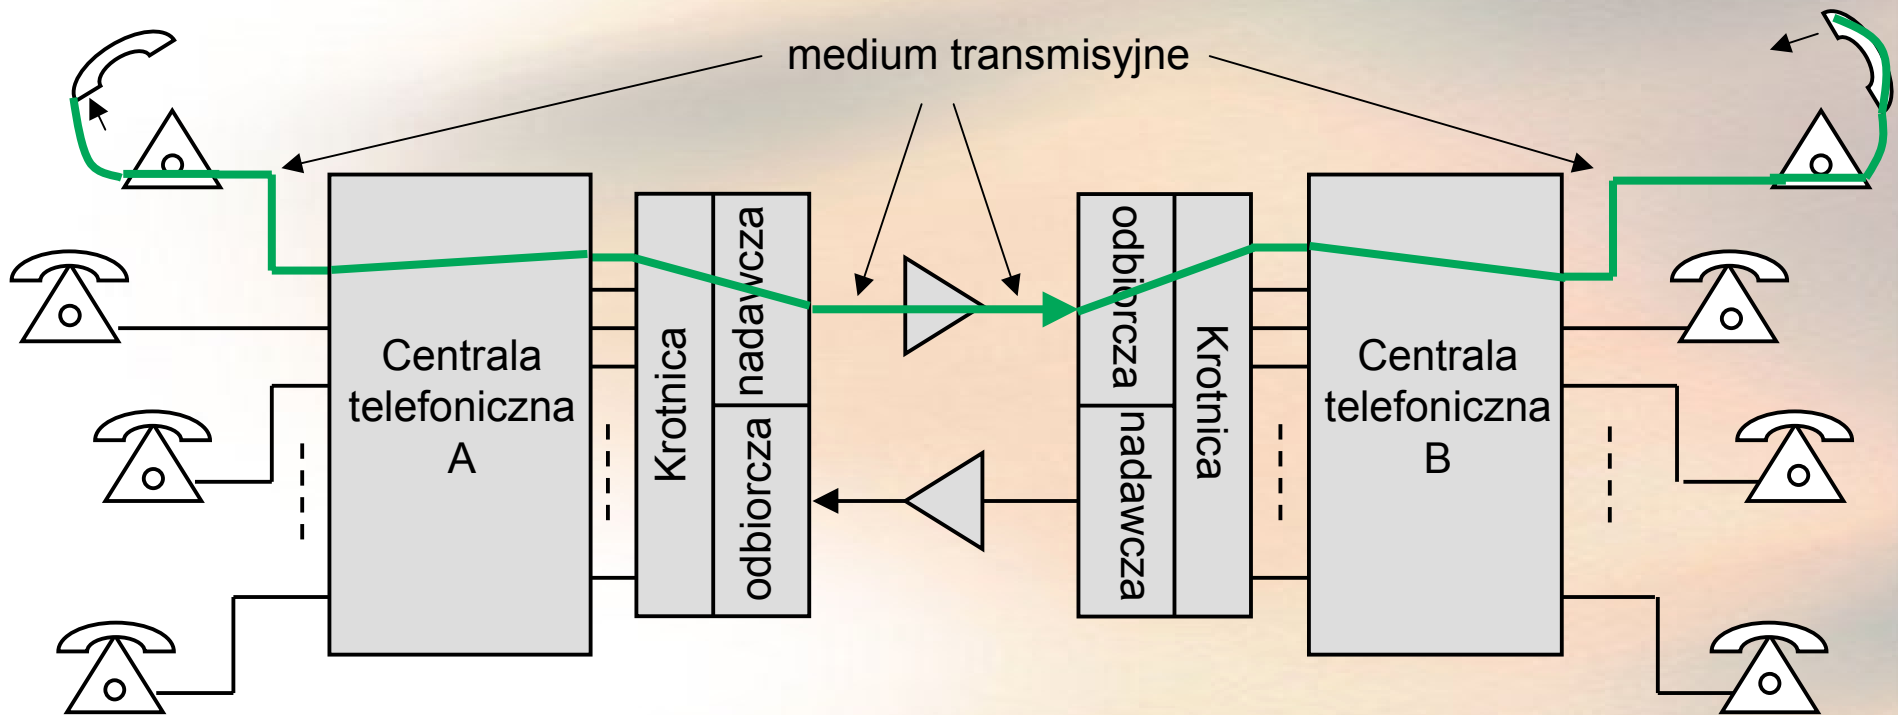 medium transmisyjne
Centrala
telefoniczna
A
Krotnica
nadawcza
odbiorcza
odbiorcza
nadawcza
Krotnica
Centrala
telefoniczna
B